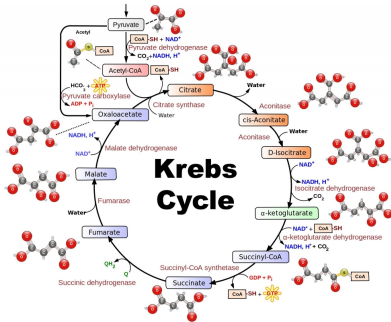 Pyruvate
Acetyl
CoA-SH + NAD⁺
Pyruvate dehydrogenase
CO₂+NADH, H⁺
CoA
Acetyl-CoA
CoA-SH
HCO₃⁻ + ATP
Pyruvate carboxylase
ADP + Pᵢ
Oxaloacetate
Citrate synthase
Water
Citrate
Water
Aconitase
cis-Aconitate
Aconitase
Water
D-Isocitrate
NAD⁺
NADH, H⁺
Isocitrate dehydrogenase
CO₂
α-ketoglutarate
NAD⁺ + CoA-SH
α-ketoglutarate dehydrogenase
NADH, H⁺ + CO₂
Succinyl-CoA
CoA
Succinyl-CoA synthetase
GDP + Pᵢ
CoA-SH + GTP
Succinate
Succinic dehydrogenase
QH₂
Q
Fumarate
Water
Fumarase
Malate
NADH, H⁺
NAD⁺
Malate dehydrogenase
Krebs
Cycle